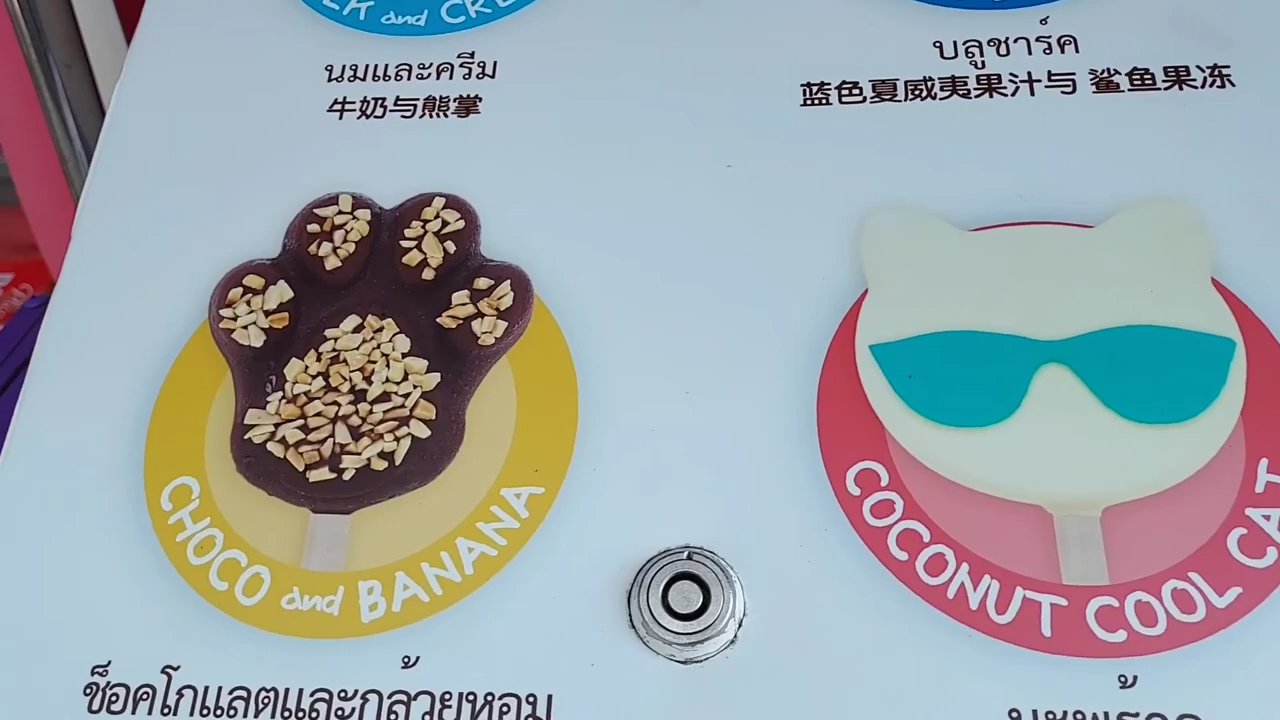 and
นมและครีม
牛奶与熊掌
บลูชาร์ค
蓝色夏威夷果汁与 鲨鱼果冻
CHOCO and BANANA
ช็อคโกแลตและกล้วยหอม
COCONUT COOL CAT